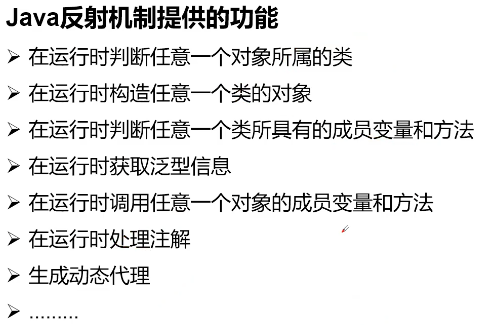 Java反射机制提供的功能
➢ 在运行时判断任意一个对象所属的类
➢ 在运行时构造任意一个类的对象
➢ 在运行时判断任意一个类所具有的成员变量和方法
➢ 在运行时获取泛型信息
➢ 在运行时调用任意一个对象的成员变量和方法
➢ 在运行时处理注解
➢ 生成动态代理
➢ .........